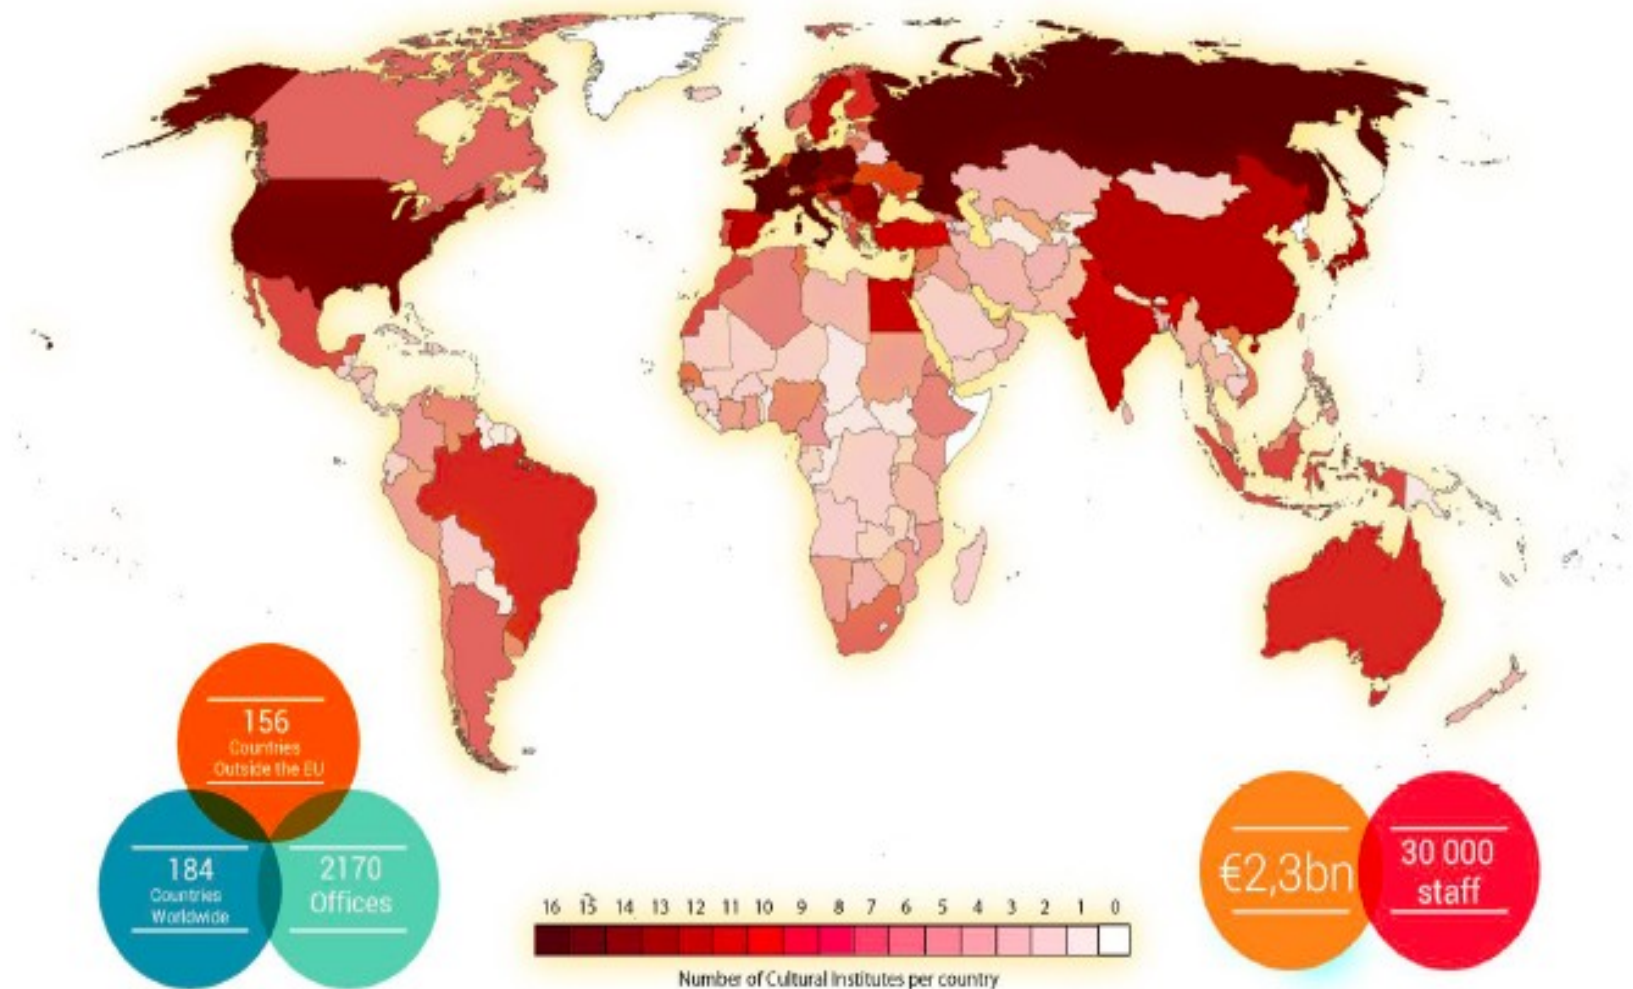 156
Countries
Outside the EU
184
Countries
Worldwide
2170
Offices
16 15 14 13 12 11 10 9 8 7 6 5 4 3 2 1 0
Number of Cultural Institutes per country
€2,3bn
30 000
staff